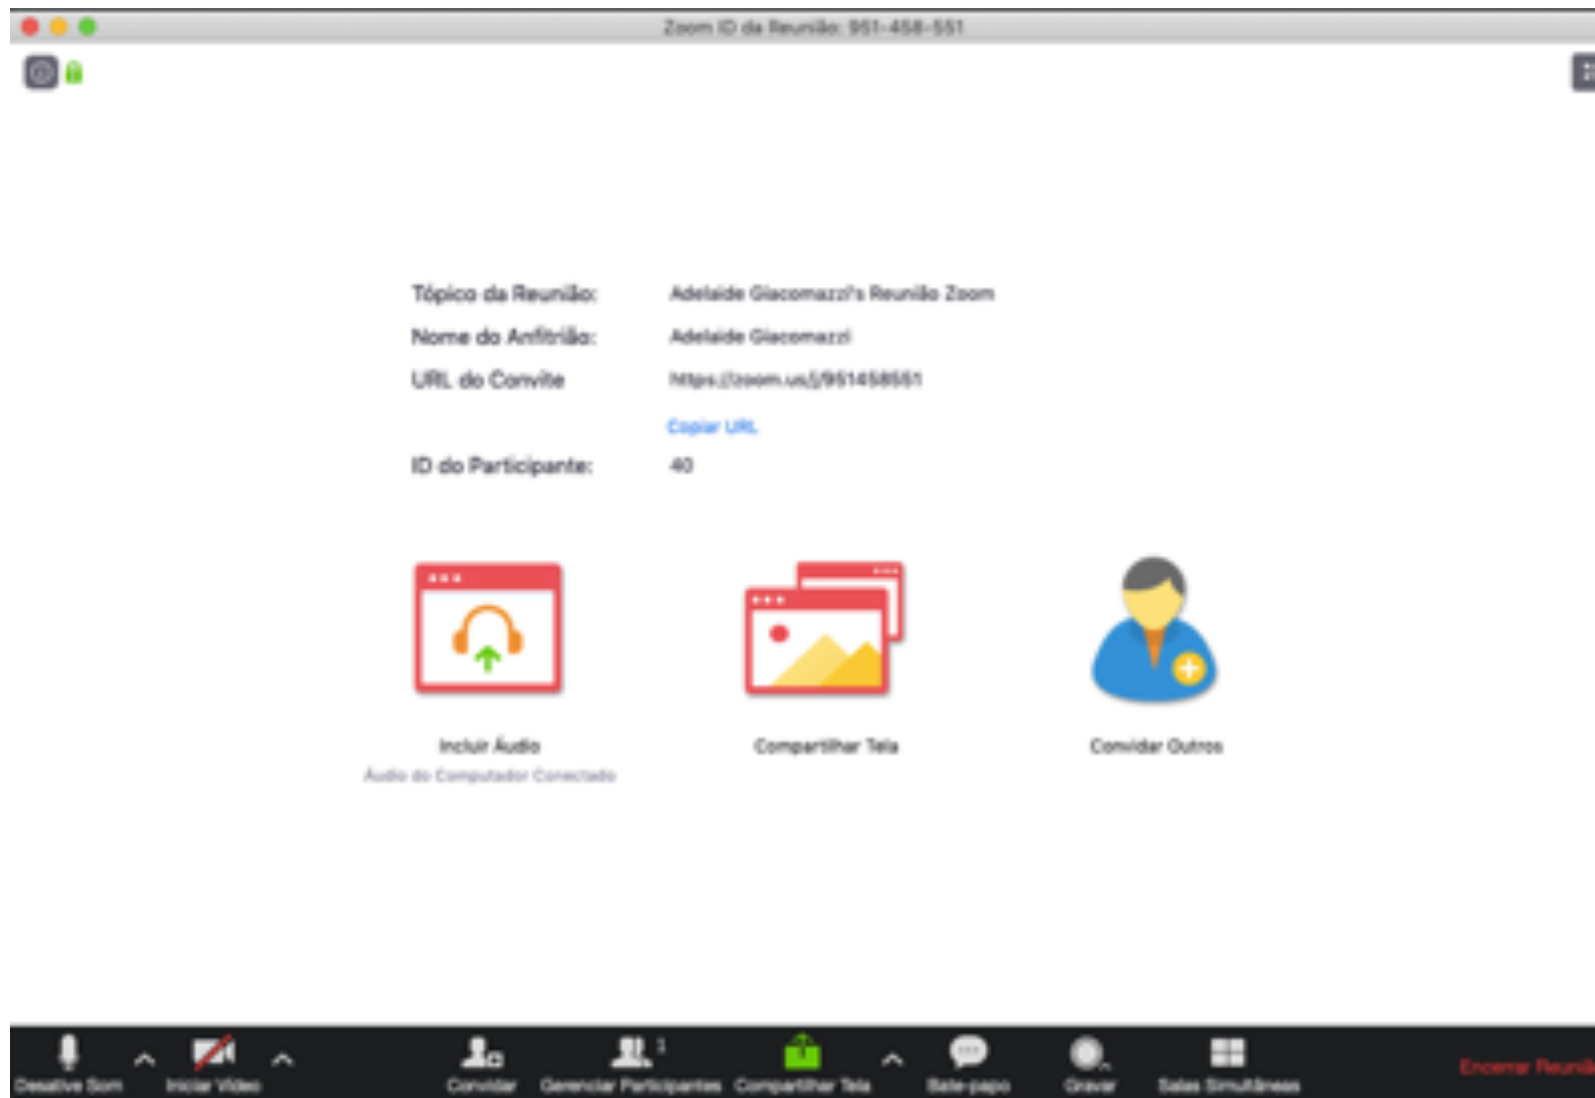 Zoom ID da Reunião: 951-458-551
Tópico da Reunião: Adelaide Giacomazzi's Reunião Zoom
Nome do Anfitrião: Adelaide Giacomazzi
URL do Convite https://zoom.us/j/951458551
Copiar URL
ID do Participante: 40
Incluir Áudio Compartilhar Tela Convidar Outros
Áudio do Computador Conectado
1
Desative Som Iniciar Vídeo Convidar Gerenciar Participantes Compartilhar Tela Bate-papo Gravar Salas Simultâneas Encerrar Reunião